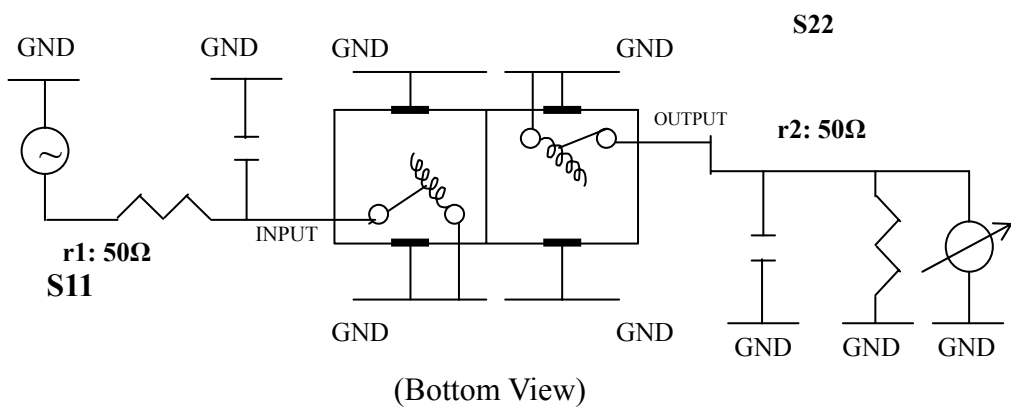 S22
GND
GND
GND
GND
OUTPUT
r2: 50Ω
~
INPUT
r1: 50Ω
S11
GND
GND
GND
GND
GND
(Bottom View)